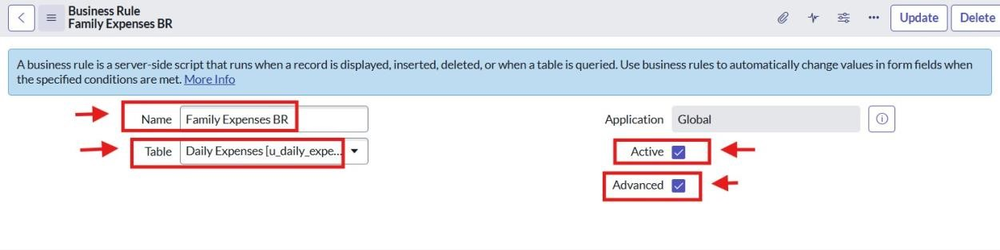 Business Rule
Family Expenses BR
Update
Delete
A business rule is a server-side script that runs when a record is displayed, inserted, deleted, or when a table is queried. Use business rules to automatically change values in form fields when
the specified conditions are met. More Info
Name Family Expenses BR
Application Global
Table Daily Expenses [u_daily_expe...
Active
Advanced